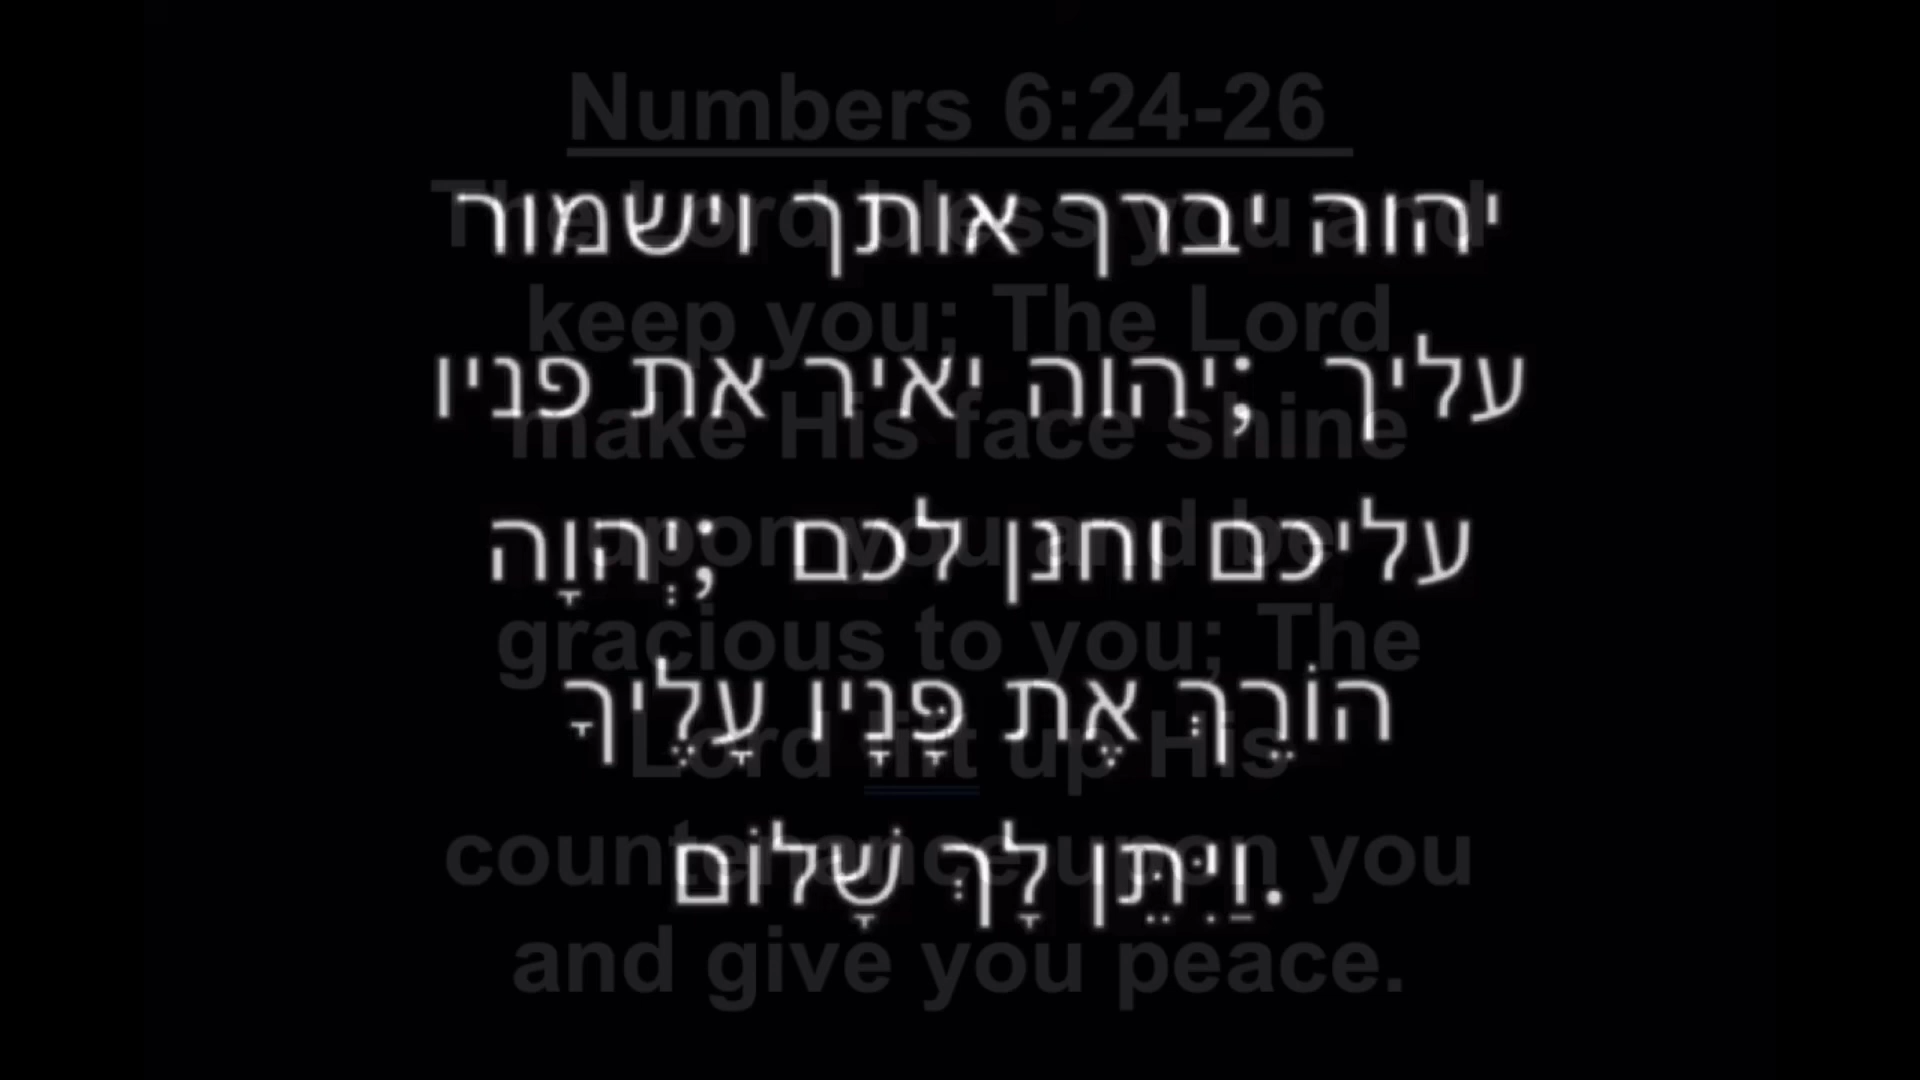 Numbers 6:24-26
The Lord bless you and
יהוה יברך אותך וישמור
keep you; The Lord
עליך ;יהוה יאיר את פניו
make His face shine
עליכם וחנן לכם ;יְהוָה
upon you and be
gracious to you; The
הוֹרֵךְ אֶת פָּנָיו עָלֶיךָ
Lord lift up His
countenance upon you
.וַיִּתֵּן לָךְ שָׁלוֹם
and give you peace.